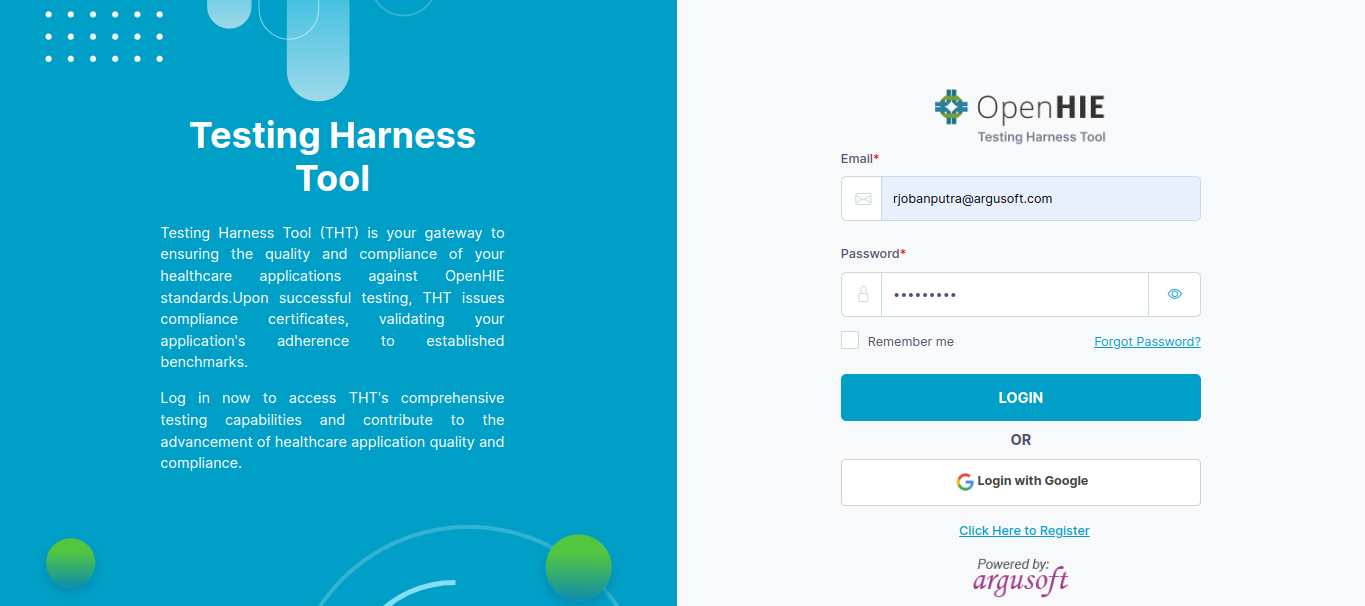 Testing Harness
Tool
Testing Harness Tool (THT) is your gateway to
ensuring the quality and compliance of your
healthcare applications against OpenHIE
standards.Upon successful testing, THT issues
compliance certificates, validating your
application's adherence to established
benchmarks.
Log in now to access THT's comprehensive
testing capabilities and contribute to the
advancement of healthcare application quality and
compliance.
OpenHIE
Testing Harness Tool
Email*
rjobanputra@argusoft.com
Password*
•••••••••
Remember me
Forgot Password?
LOGIN
OR
Login with Google
Click Here to Register
Powered by:
argusoft